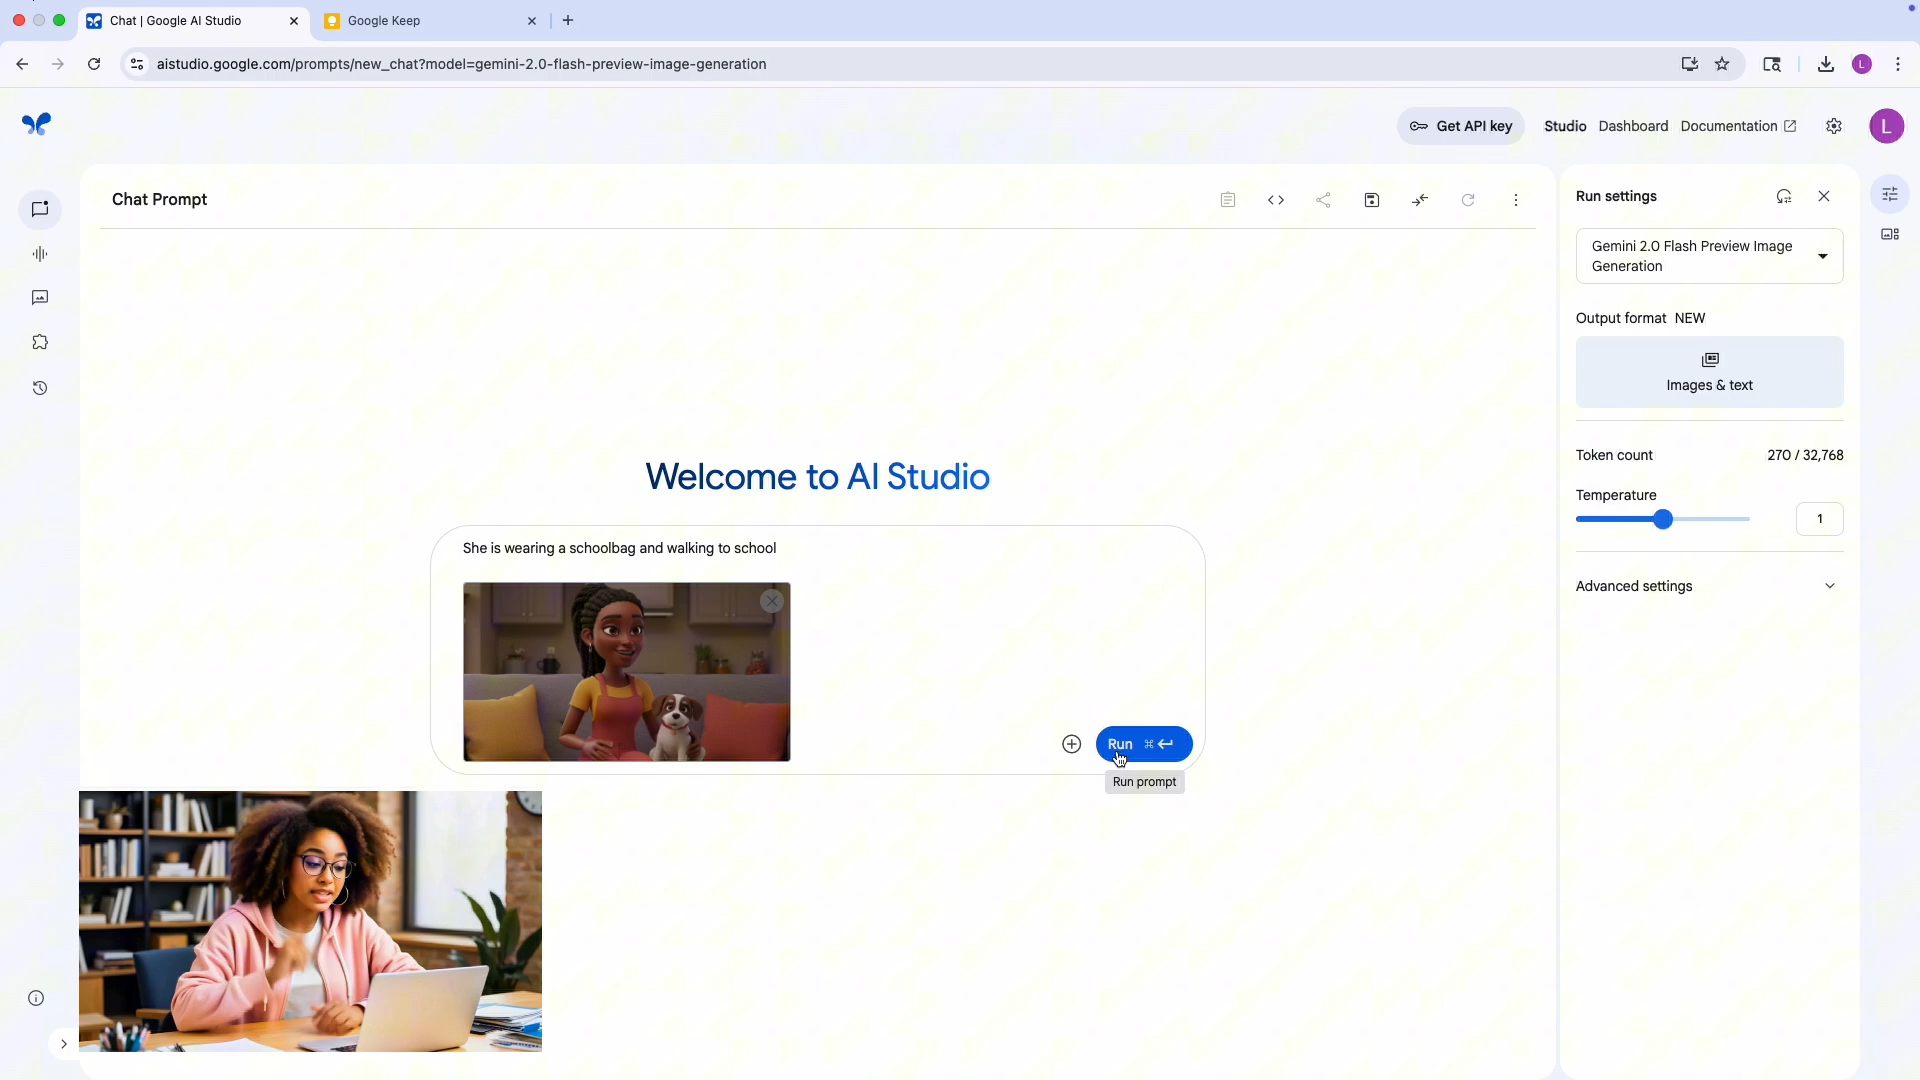 Chat | Google AI Studio
Google Keep
aistudio.google.com/prompts/new_chat?model=gemini-2.0-flash-preview-image-generation
L
Get API key
Studio
Dashboard
Documentation
L
Chat Prompt
Run settings
Gemini 2.0 Flash Preview Image
Generation
Output format NEW
Images & text
Token count 270 / 32,768
Temperature
1
Advanced settings
Welcome to AI Studio
She is wearing a schoolbag and walking to school
Run ⌘
Run prompt